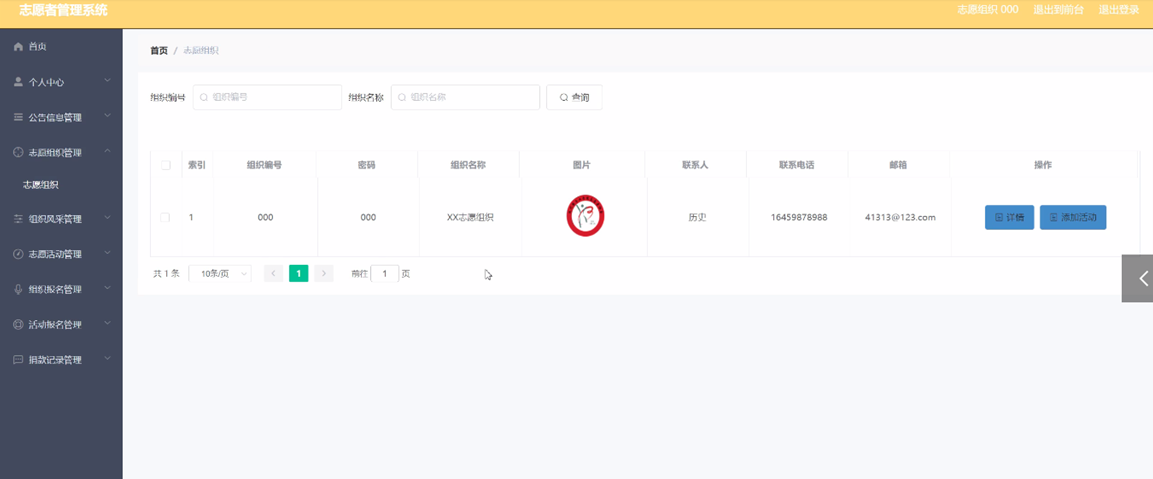 志愿者管理系统
志愿组织 000 退出到前台 退出登录
首页
个人中心
公告信息管理
志愿组织管理
志愿组织
组织风采管理
志愿活动管理
组织报名管理
活动报名管理
捐款记录管理
首页 / 志愿组织
组织编号 组织编号 组织名称 组织名称 查询
索引 组织编号 密码 组织名称 图片 联系人 联系电话 邮箱 操作
1 000 000 XX志愿组织 历史 16459878988 41313@123.com 详情 添加活动
共 1 条 10条/页 1 前往 1 页